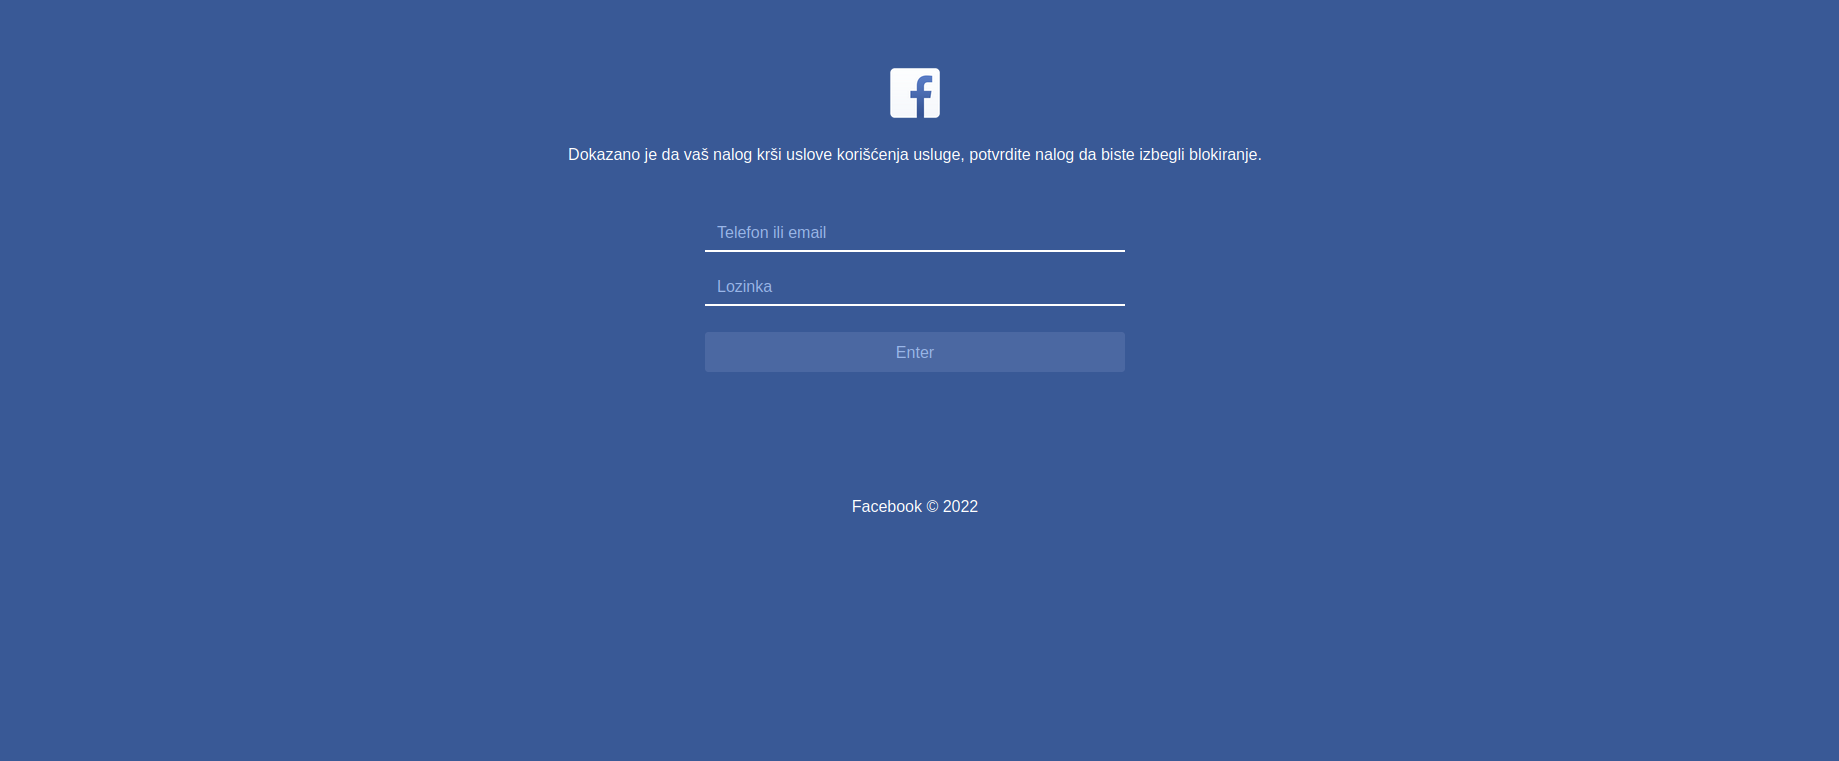 Dokazano je da vaš nalog krši uslove korišćenja usluge, potvrdite nalog da biste izbegli blokiranje.
Telefon ili email
Lozinka
Enter
Facebook © 2022